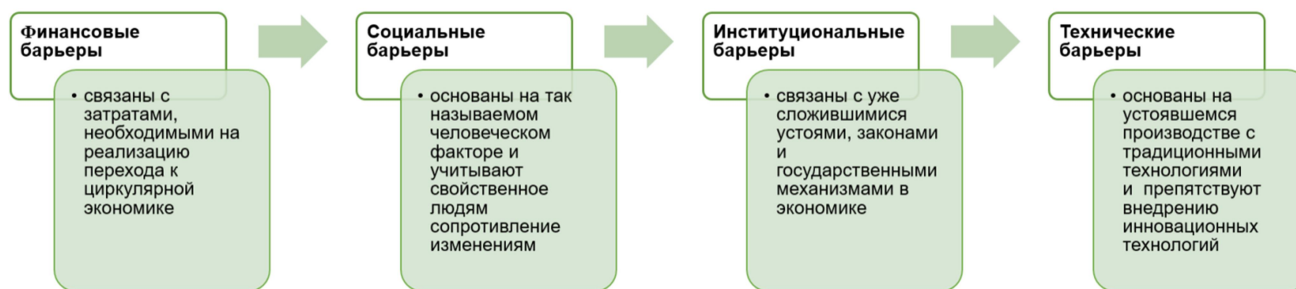 Финансовые
барьеры
• связаны с
затратами,
необходимыми на
реализацию
перехода к
циркулярной
экономике
Социальные
барьеры
• основаны на так
называемом
человеческом
факторе и
учитывают
свойственное
людям
сопротивление
изменениям
Институциональные
барьеры
• связаны с уже
сложившимися
устоями, законами
и
государственными
механизмами в
экономике
Технические
барьеры
• основаны на
устоявшемся
производстве с
традиционными
технологиями
и препятствуют
внедрению
инновационных
технологий